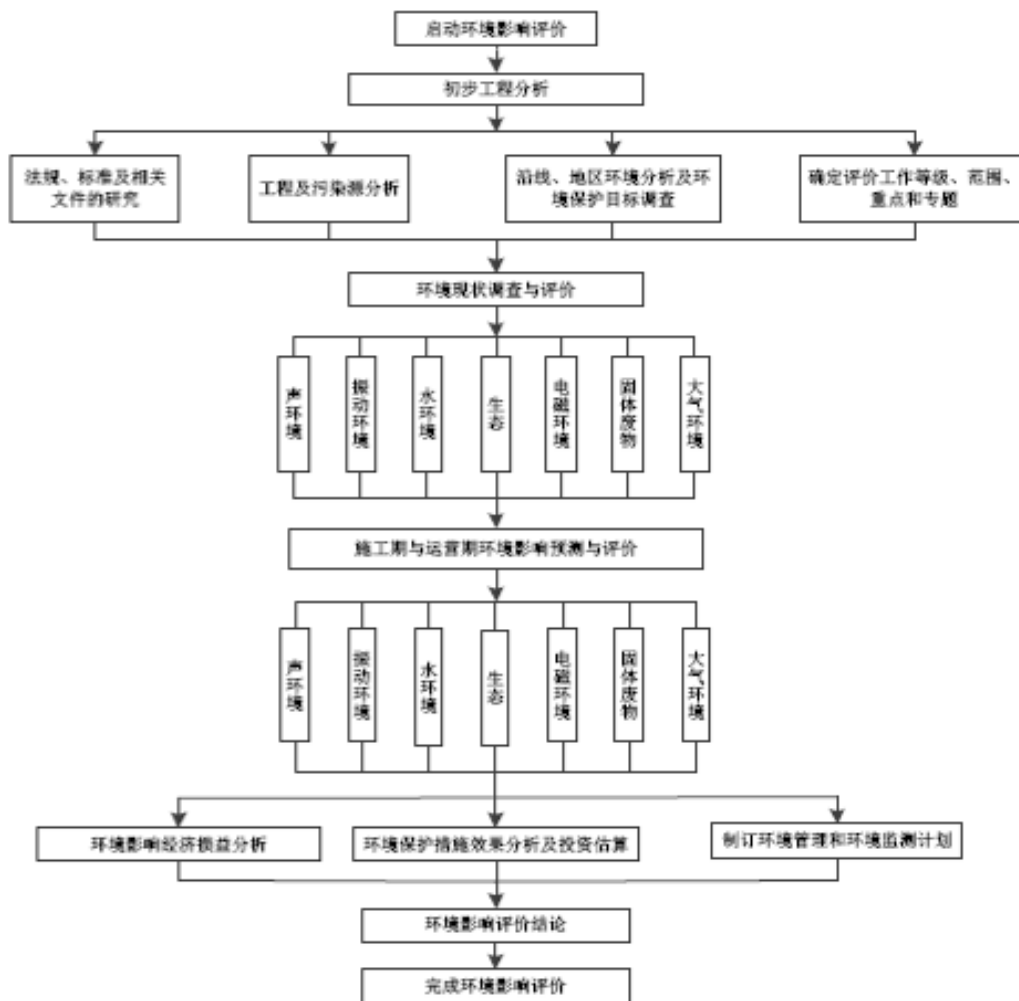 启动环境影响评价
初步工程分析
法规、标准及相关
文件的研究
工程及污染源分析
沿线、地区环境分析及环
境保护目标调查
确定评价工作等级、范围、
重点和专题
环境现状调查与评价
声环境
振动环境
水环境
生态
电磁环境
固体废物
大气环境
施工期与运营期环境影响预测与评价
声环境
振动环境
水环境
生态
电磁环境
固体废物
大气环境
环境影响经济损益分析
环境保护措施效果分析及投资估算
制订环境管理和环境监测计划
环境影响评价结论
完成环境影响评价